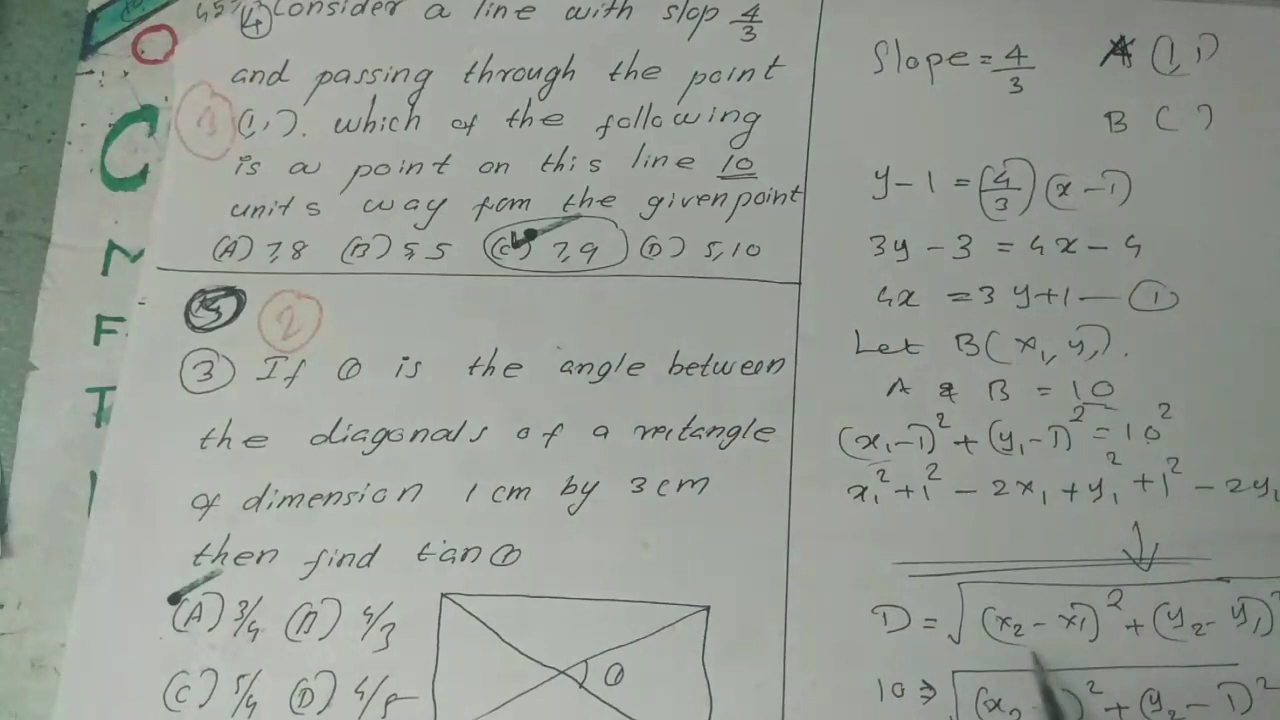 ④ Consider a line with slop 4/3
and passing through the point
(1,1). which of the following
is a point on this line 10
units way fom the given point
(A) 7,8 (B) 5,5 (C) 7,9 (D) 5,10
5 2
③ If θ is the angle between
the diagonals of a rectangle
of dimension 1 cm by 3 cm
then find tan θ
(A) 3/4 (B) 4/3
(C) 5/4 (D) 4/5
θ
Slope = 4/3 A (1,1)
B ( )
y - 1 = (4/3) (x - 1)
3y - 3 = 4x - 4
4x = 3y + 1 — ①
Let B(x₁, y₁).
A & B = 10
(x₁-1)² + (y₁-1)² = 10²
x₁² + 1² - 2x₁ + y₁² + 1² - 2y₁
D = √(x₂ - x₁)² + (y₂ - y₁)²
10 ⇒ √(x₂ )² + (y₂ - 1)²
C
N
F
T